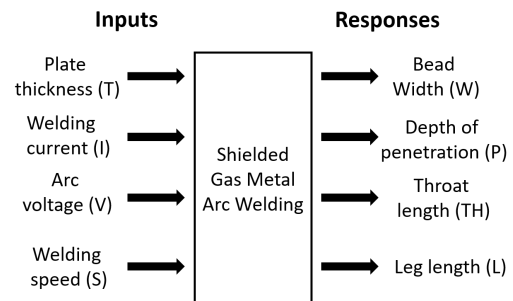 Inputs
Responses
Plate
thickness (T)
Welding
current (I)
Arc
voltage (V)
Welding
speed (S)
Shielded
Gas Metal
Arc Welding
Bead
Width (W)
Depth of
penetration (P)
Throat
length (TH)
Leg length (L)